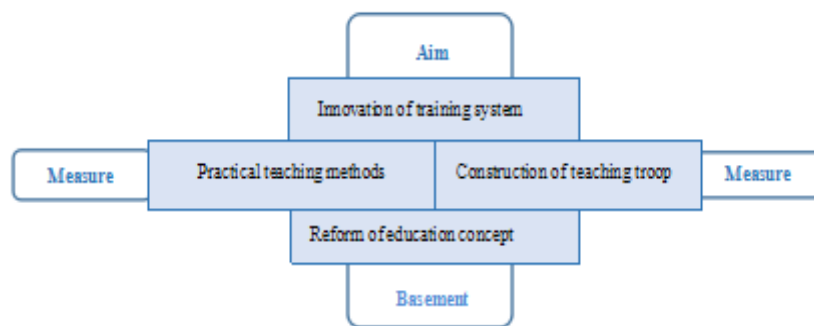 Aim
Innovation of training system
Measure
Practical teaching methods
Construction of teaching troop
Measure
Reform of education concept
Basement